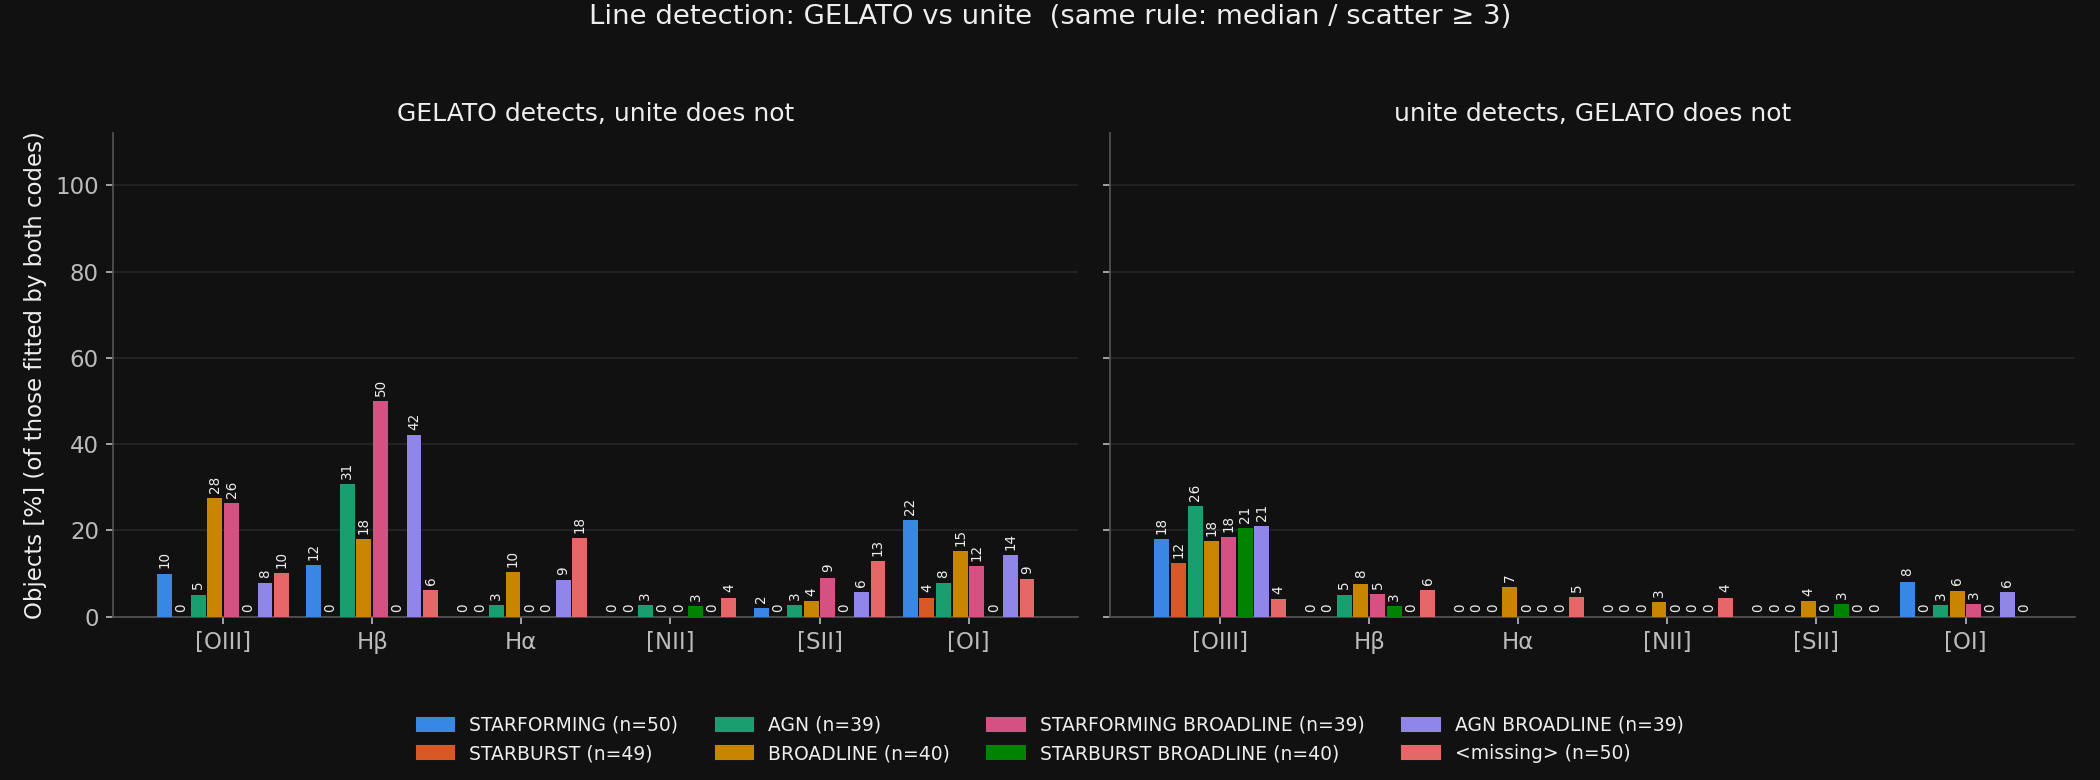 Line detection: GELATO vs unite  (same rule: median / scatter ≥ 3)
GELATO detects, unite does not
unite detects, GELATO does not
Objects [%] (of those fitted by both codes)
100
80
60
40
20
0
10 0 5 28 26 0 8 10
12 0 31 18 50 0 42 6
0 0 3 10 0 0 9 18
0 0 3 0 0 3 0 4
2 0 3 4 9 0 6 13
22 4 8 15 12 0 14 9
18 12 26 18 18 21 21 4
0 0 5 8 5 3 0 6
0 0 0 7 0 0 0 5
0 0 0 3 0 0 0 4
0 0 0 4 0 3 0 0
8 0 3 6 3 0 6 0
[OIII] Hβ Hα [NII] [SII] [OI]
[OIII] Hβ Hα [NII] [SII] [OI]
STARFORMING (n=50) AGN (n=39) STARFORMING BROADLINE (n=39) AGN BROADLINE (n=39)
STARBURST (n=49) BROADLINE (n=40) STARBURST BROADLINE (n=40) <missing> (n=50)